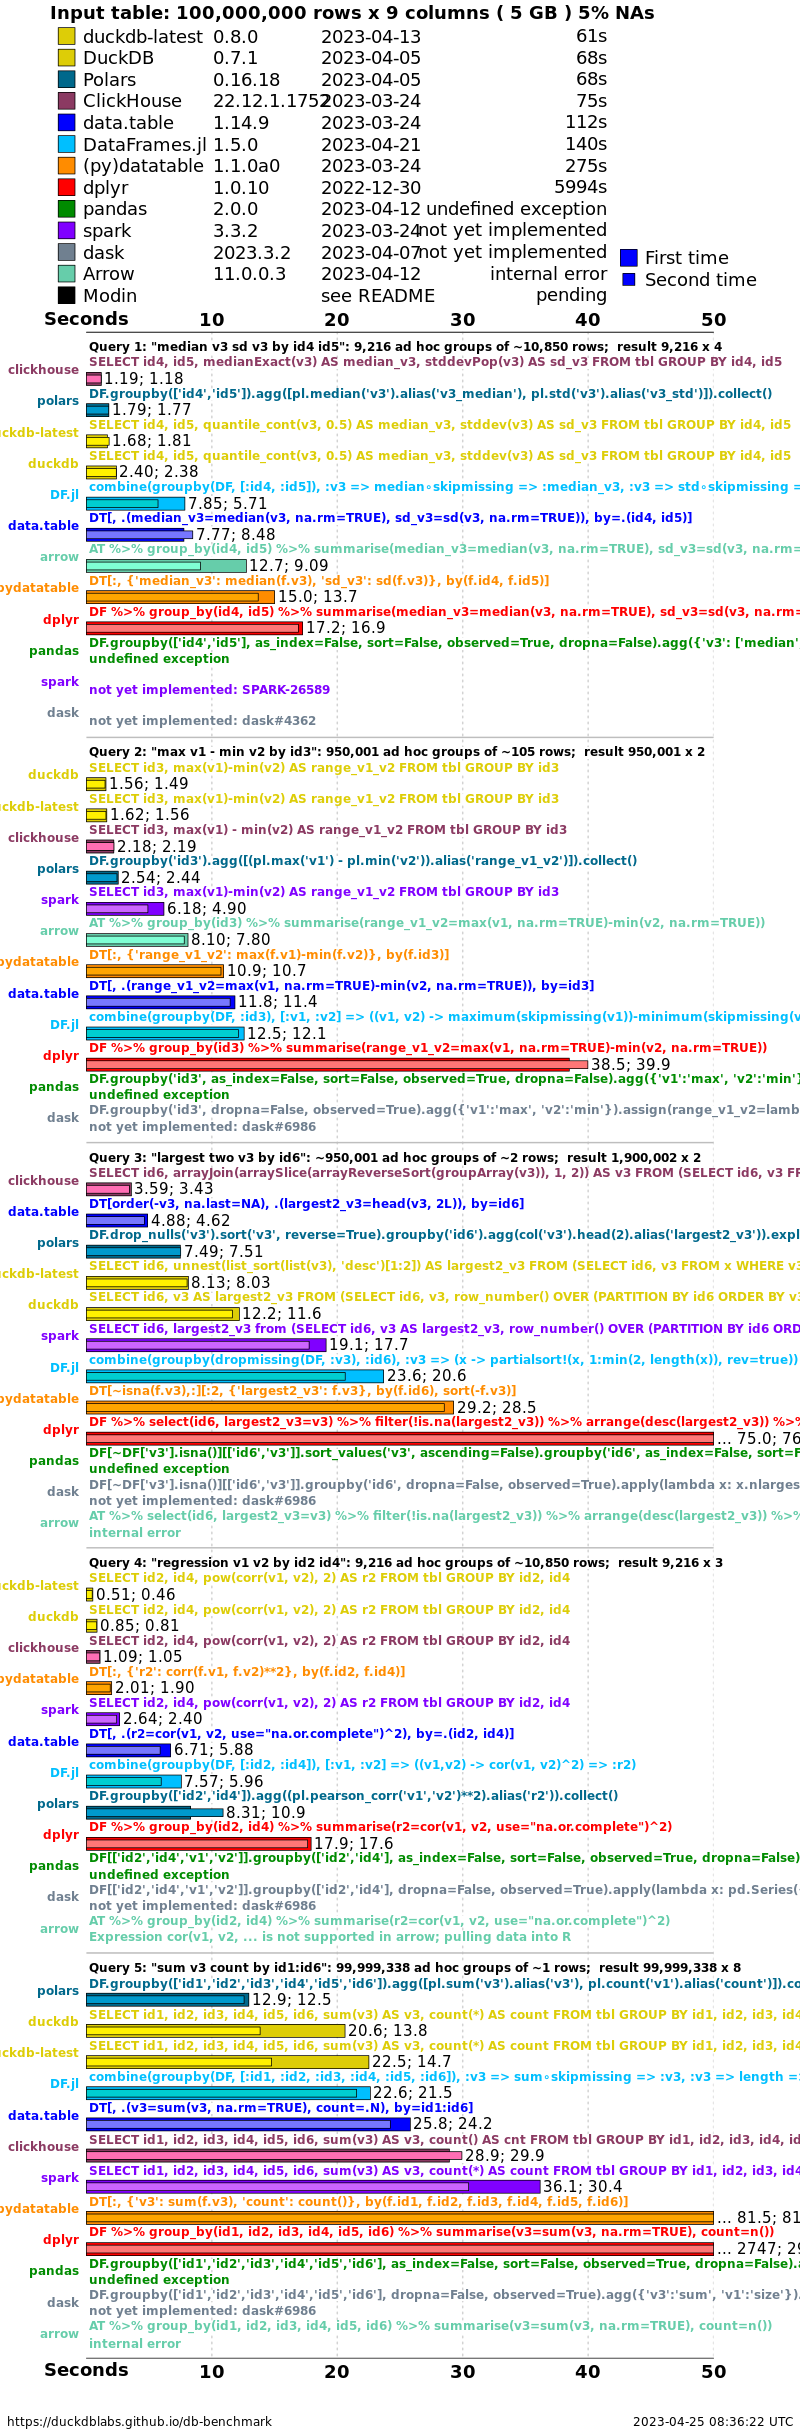 Input table: 100,000,000 rows x 9 columns ( 5 GB ) 5% NAs
duckdb-latest 0.8.0 2023-04-13 61s
DuckDB 0.7.1 2023-04-05 68s
Polars 0.16.18 2023-04-05 68s
ClickHouse 22.12.1.1752 2023-03-24 75s
data.table 1.14.9 2023-03-24 112s
DataFrames.jl 1.5.0 2023-04-21 140s
(py)datatable 1.1.0a0 2023-03-24 275s
dplyr 1.0.10 2022-12-30 5994s
pandas 2.0.0 2023-04-12 undefined exception
spark 3.3.2 2023-03-24 not yet implemented
dask 2023.3.2 2023-04-07 not yet implemented
Arrow 11.0.0.3 2023-04-12 internal error
Modin see README pending
First time
Second time
Seconds 10 20 30 40 50
Query 1: "median v3 sd v3 by id4 id5": 9,216 ad hoc groups of ~10,850 rows;  result 9,216 x 4
SELECT id4, id5, medianExact(v3) AS median_v3, stddevPop(v3) AS sd_v3 FROM tbl GROUP BY id4, id5
clickhouse 1.19; 1.18
DF.groupby(['id4','id5']).agg([pl.median('v3').alias('v3_median'), pl.std('v3').alias('v3_std')]).collect()
polars 1.79; 1.77
SELECT id4, id5, quantile_cont(v3, 0.5) AS median_v3, stddev(v3) AS sd_v3 FROM tbl GROUP BY id4, id5
uckdb-latest 1.68; 1.81
SELECT id4, id5, quantile_cont(v3, 0.5) AS median_v3, stddev(v3) AS sd_v3 FROM tbl GROUP BY id4, id5
duckdb 2.40; 2.38
combine(groupby(DF, [:id4, :id5]), :v3 => median∘skipmissing => :median_v3, :v3 => std∘skipmissing =
DF.jl 7.85; 5.71
DT[, .(median_v3=median(v3, na.rm=TRUE), sd_v3=sd(v3, na.rm=TRUE)), by=.(id4, id5)]
data.table 7.77; 8.48
AT %>% group_by(id4, id5) %>% summarise(median_v3=median(v3, na.rm=TRUE), sd_v3=sd(v3, na.rm=
arrow 12.7; 9.09
DT[:, {'median_v3': median(f.v3), 'sd_v3': sd(f.v3)}, by(f.id4, f.id5)]
pydatatable 15.0; 13.7
DF %>% group_by(id4, id5) %>% summarise(median_v3=median(v3, na.rm=TRUE), sd_v3=sd(v3, na.rm=
dplyr 17.2; 16.9
DF.groupby(['id4','id5'], as_index=False, sort=False, observed=True, dropna=False).agg({'v3': ['median',
pandas undefined exception
spark not yet implemented: SPARK-26589
dask not yet implemented: dask#4362
Query 2: "max v1 - min v2 by id3": 950,001 ad hoc groups of ~105 rows;  result 950,001 x 2
SELECT id3, max(v1)-min(v2) AS range_v1_v2 FROM tbl GROUP BY id3
duckdb 1.56; 1.49
SELECT id3, max(v1)-min(v2) AS range_v1_v2 FROM tbl GROUP BY id3
uckdb-latest 1.62; 1.56
SELECT id3, max(v1) - min(v2) AS range_v1_v2 FROM tbl GROUP BY id3
clickhouse 2.18; 2.19
DF.groupby('id3').agg([(pl.max('v1') - pl.min('v2')).alias('range_v1_v2')]).collect()
polars 2.54; 2.44
SELECT id3, max(v1)-min(v2) AS range_v1_v2 FROM tbl GROUP BY id3
spark 6.18; 4.90
AT %>% group_by(id3) %>% summarise(range_v1_v2=max(v1, na.rm=TRUE)-min(v2, na.rm=TRUE))
arrow 8.10; 7.80
DT[:, {'range_v1_v2': max(f.v1)-min(f.v2)}, by(f.id3)]
pydatatable 10.9; 10.7
DT[, .(range_v1_v2=max(v1, na.rm=TRUE)-min(v2, na.rm=TRUE)), by=id3]
data.table 11.8; 11.4
combine(groupby(DF, :id3), [:v1, :v2] => ((v1, v2) -> maximum(skipmissing(v1))-minimum(skipmissing(v
DF.jl 12.5; 12.1
DF %>% group_by(id3) %>% summarise(range_v1_v2=max(v1, na.rm=TRUE)-min(v2, na.rm=TRUE))
dplyr 38.5; 39.9
DF.groupby('id3', as_index=False, sort=False, observed=True, dropna=False).agg({'v1':'max', 'v2':'min'}
pandas undefined exception
DF.groupby('id3', dropna=False, observed=True).agg({'v1':'max', 'v2':'min'}).assign(range_v1_v2=lamb
dask not yet implemented: dask#6986
Query 3: "largest two v3 by id6": ~950,001 ad hoc groups of ~2 rows;  result 1,900,002 x 2
SELECT id6, arrayJoin(arraySlice(arrayReverseSort(groupArray(v3)), 1, 2)) AS v3 FROM (SELECT id6, v3 FR
clickhouse 3.59; 3.43
DT[order(-v3, na.last=NA), .(largest2_v3=head(v3, 2L)), by=id6]
data.table 4.88; 4.62
DF.drop_nulls('v3').sort('v3', reverse=True).groupby('id6').agg(col('v3').head(2).alias('largest2_v3')).expl
polars 7.49; 7.51
SELECT id6, unnest(list_sort(list(v3), 'desc')[1:2]) AS largest2_v3 FROM (SELECT id6, v3 FROM x WHERE v3
uckdb-latest 8.13; 8.03
SELECT id6, v3 AS largest2_v3 FROM (SELECT id6, v3, row_number() OVER (PARTITION BY id6 ORDER BY v3
duckdb 12.2; 11.6
SELECT id6, largest2_v3 from (SELECT id6, v3 AS largest2_v3, row_number() OVER (PARTITION BY id6 ORD
spark 19.1; 17.7
combine(groupby(dropmissing(DF, :v3), :id6), :v3 => (x -> partialsort!(x, 1:min(2, length(x)), rev=true))
DF.jl 23.6; 20.6
DT[~isna(f.v3),:][:2, {'largest2_v3': f.v3}, by(f.id6), sort(-f.v3)]
pydatatable 29.2; 28.5
DF %>% select(id6, largest2_v3=v3) %>% filter(!is.na(largest2_v3)) %>% arrange(desc(largest2_v3)) %>%
dplyr ... 75.0; 76
DF[~DF['v3'].isna()][['id6','v3']].sort_values('v3', ascending=False).groupby('id6', as_index=False, sort=F
pandas undefined exception
DF[~DF['v3'].isna()][['id6','v3']].groupby('id6', dropna=False, observed=True).apply(lambda x: x.nlarges
dask not yet implemented: dask#6986
AT %>% select(id6, largest2_v3=v3) %>% filter(!is.na(largest2_v3)) %>% arrange(desc(largest2_v3)) %>%
arrow internal error
Query 4: "regression v1 v2 by id2 id4": 9,216 ad hoc groups of ~10,850 rows;  result 9,216 x 3
SELECT id2, id4, pow(corr(v1, v2), 2) AS r2 FROM tbl GROUP BY id2, id4
uckdb-latest 0.51; 0.46
SELECT id2, id4, pow(corr(v1, v2), 2) AS r2 FROM tbl GROUP BY id2, id4
duckdb 0.85; 0.81
SELECT id2, id4, pow(corr(v1, v2), 2) AS r2 FROM tbl GROUP BY id2, id4
clickhouse 1.09; 1.05
DT[:, {'r2': corr(f.v1, f.v2)**2}, by(f.id2, f.id4)]
pydatatable 2.01; 1.90
SELECT id2, id4, pow(corr(v1, v2), 2) AS r2 FROM tbl GROUP BY id2, id4
spark 2.64; 2.40
DT[, .(r2=cor(v1, v2, use="na.or.complete")^2), by=.(id2, id4)]
data.table 6.71; 5.88
combine(groupby(DF, [:id2, :id4]), [:v1, :v2] => ((v1,v2) -> cor(v1, v2)^2) => :r2)
DF.jl 7.57; 5.96
DF.groupby(['id2','id4']).agg((pl.pearson_corr('v1','v2')**2).alias('r2')).collect()
polars 8.31; 10.9
DF %>% group_by(id2, id4) %>% summarise(r2=cor(v1, v2, use="na.or.complete")^2)
dplyr 17.9; 17.6
DF[['id2','id4','v1','v2']].groupby(['id2','id4'], as_index=False, sort=False, observed=True, dropna=False)
pandas undefined exception
DF[['id2','id4','v1','v2']].groupby(['id2','id4'], dropna=False, observed=True).apply(lambda x: pd.Series(
dask not yet implemented: dask#6986
AT %>% group_by(id2, id4) %>% summarise(r2=cor(v1, v2, use="na.or.complete")^2)
arrow Expression cor(v1, v2, ... is not supported in arrow; pulling data into R
Query 5: "sum v3 count by id1:id6": 99,999,338 ad hoc groups of ~1 rows;  result 99,999,338 x 8
DF.groupby(['id1','id2','id3','id4','id5','id6']).agg([pl.sum('v3').alias('v3'), pl.count('v1').alias('count')]).co
polars 12.9; 12.5
SELECT id1, id2, id3, id4, id5, id6, sum(v3) AS v3, count(*) AS count FROM tbl GROUP BY id1, id2, id3, id4
duckdb 20.6; 13.8
SELECT id1, id2, id3, id4, id5, id6, sum(v3) AS v3, count(*) AS count FROM tbl GROUP BY id1, id2, id3, id4
uckdb-latest 22.5; 14.7
combine(groupby(DF, [:id1, :id2, :id3, :id4, :id5, :id6]), :v3 => sum∘skipmissing => :v3, :v3 => length =
DF.jl 22.6; 21.5
DT[, .(v3=sum(v3, na.rm=TRUE), count=.N), by=id1:id6]
data.table 25.8; 24.2
SELECT id1, id2, id3, id4, id5, id6, sum(v3) AS v3, count() AS cnt FROM tbl GROUP BY id1, id2, id3, id4, id
clickhouse 28.9; 29.9
SELECT id1, id2, id3, id4, id5, id6, sum(v3) AS v3, count(*) AS count FROM tbl GROUP BY id1, id2, id3, id4
spark 36.1; 30.4
DT[:, {'v3': sum(f.v3), 'count': count()}, by(f.id1, f.id2, f.id3, f.id4, f.id5, f.id6)]
pydatatable ... 81.5; 81
DF %>% group_by(id1, id2, id3, id4, id5, id6) %>% summarise(v3=sum(v3, na.rm=TRUE), count=n())
dplyr ... 2747; 29
DF.groupby(['id1','id2','id3','id4','id5','id6'], as_index=False, sort=False, observed=True, dropna=False).a
pandas undefined exception
DF.groupby(['id1','id2','id3','id4','id5','id6'], dropna=False, observed=True).agg({'v3':'sum', 'v1':'size'}).
dask not yet implemented: dask#6986
AT %>% group_by(id1, id2, id3, id4, id5, id6) %>% summarise(v3=sum(v3, na.rm=TRUE), count=n())
arrow internal error
Seconds 10 20 30 40 50
https://duckdblabs.github.io/db-benchmark 2023-04-25 08:36:22 UTC